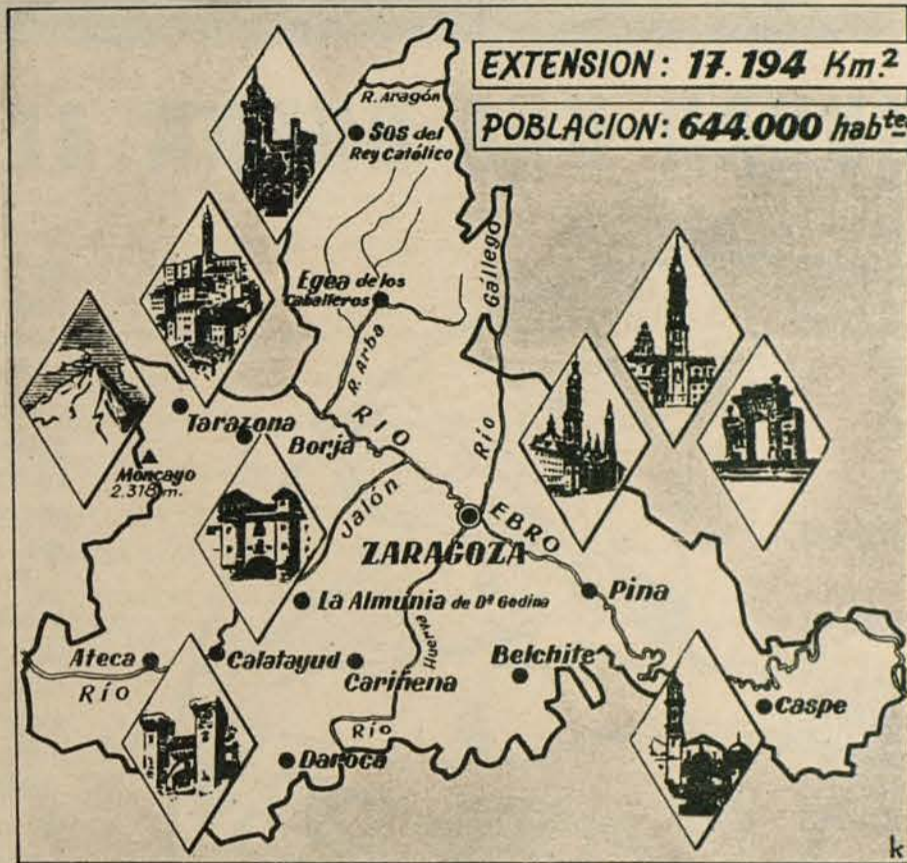 EXTENSION: 17.194 Km.²
POBLACION: 644.000 hab^tes
R. Aragón
Sos del
Rey Católico
Gállego
Río
Egea de los
Caballeros
R. Arba
Tarazona
RIO
Borja
Moncayo
2.318 m.
Jalón
EBRO
ZARAGOZA
Pina
La Almunia de Dª Godina
Huerva
Belchite
Ateca
Calatayud
Río
Cariñena
Caspe
Río
Daroca
k